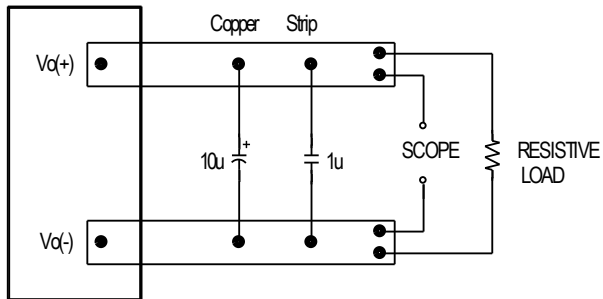 Copper Strip
Vo(+)
+
10u 1u SCOPE RESISTIVE
LOAD
Vo(-)